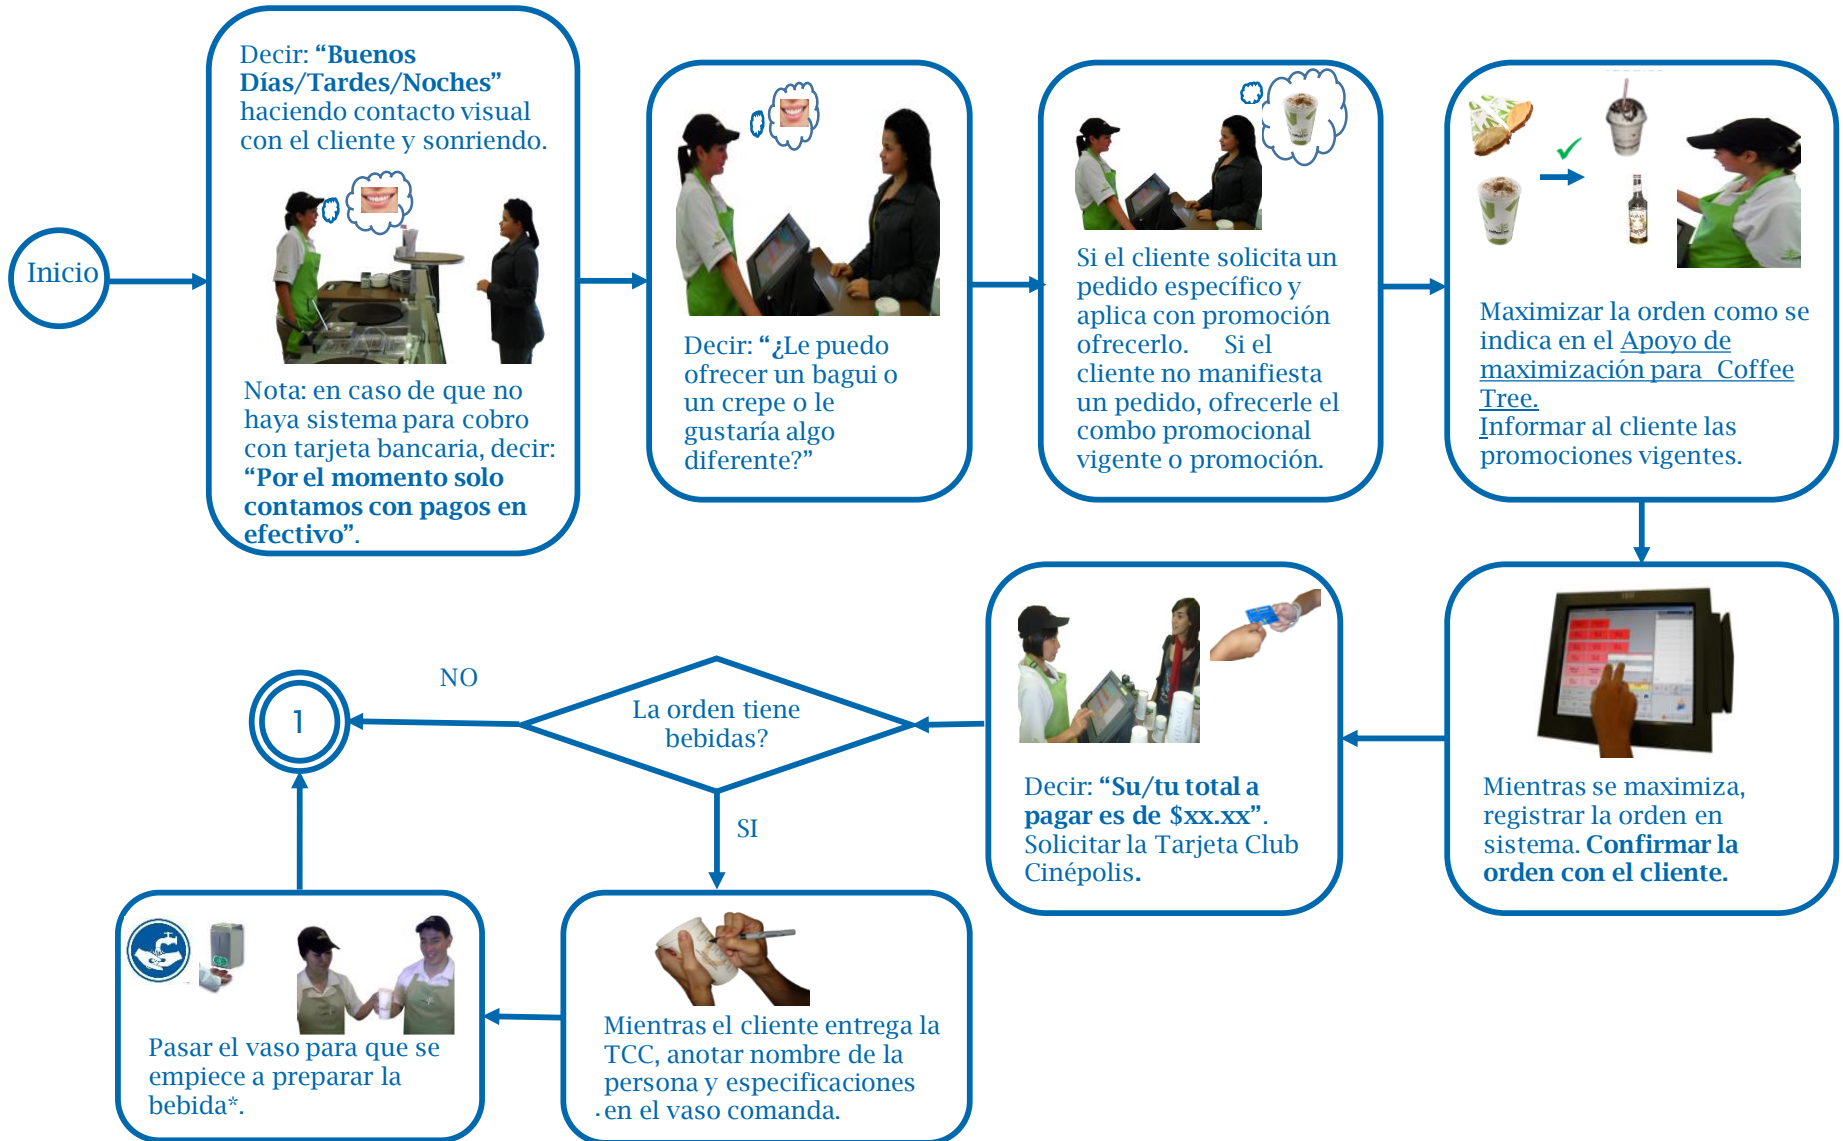 Inicio
Decir: “Buenos
Días/Tardes/Noches”
haciendo contacto visual
con el cliente y sonriendo.
Nota: en caso de que no
haya sistema para cobro
con tarjeta bancaria, decir:
“Por el momento solo
contamos con pagos en
efectivo”.
Decir: “¿Le puedo
ofrecer un bagui o
un crepe o le
gustaría algo
diferente?”
Si el cliente solicita un
pedido específico y
aplica con promoción
ofrecerlo. Si el
cliente no manifiesta
un pedido, ofrecerle el
combo promocional
vigente o promoción.
Maximizar la orden como se
indica en el Apoyo de
maximización para Coffee
Tree.
Informar al cliente las
promociones vigentes.
Mientras se maximiza,
registrar la orden en
sistema. Confirmar la
orden con el cliente.
Decir: “Su/tu total a
pagar es de $xx.xx”.
Solicitar la Tarjeta Club
Cinépolis.
La orden tiene
bebidas?
NO
1
SI
Mientras el cliente entrega la
TCC, anotar nombre de la
persona y especificaciones
.en el vaso comanda.
Pasar el vaso para que se
empiece a preparar la
bebida*.